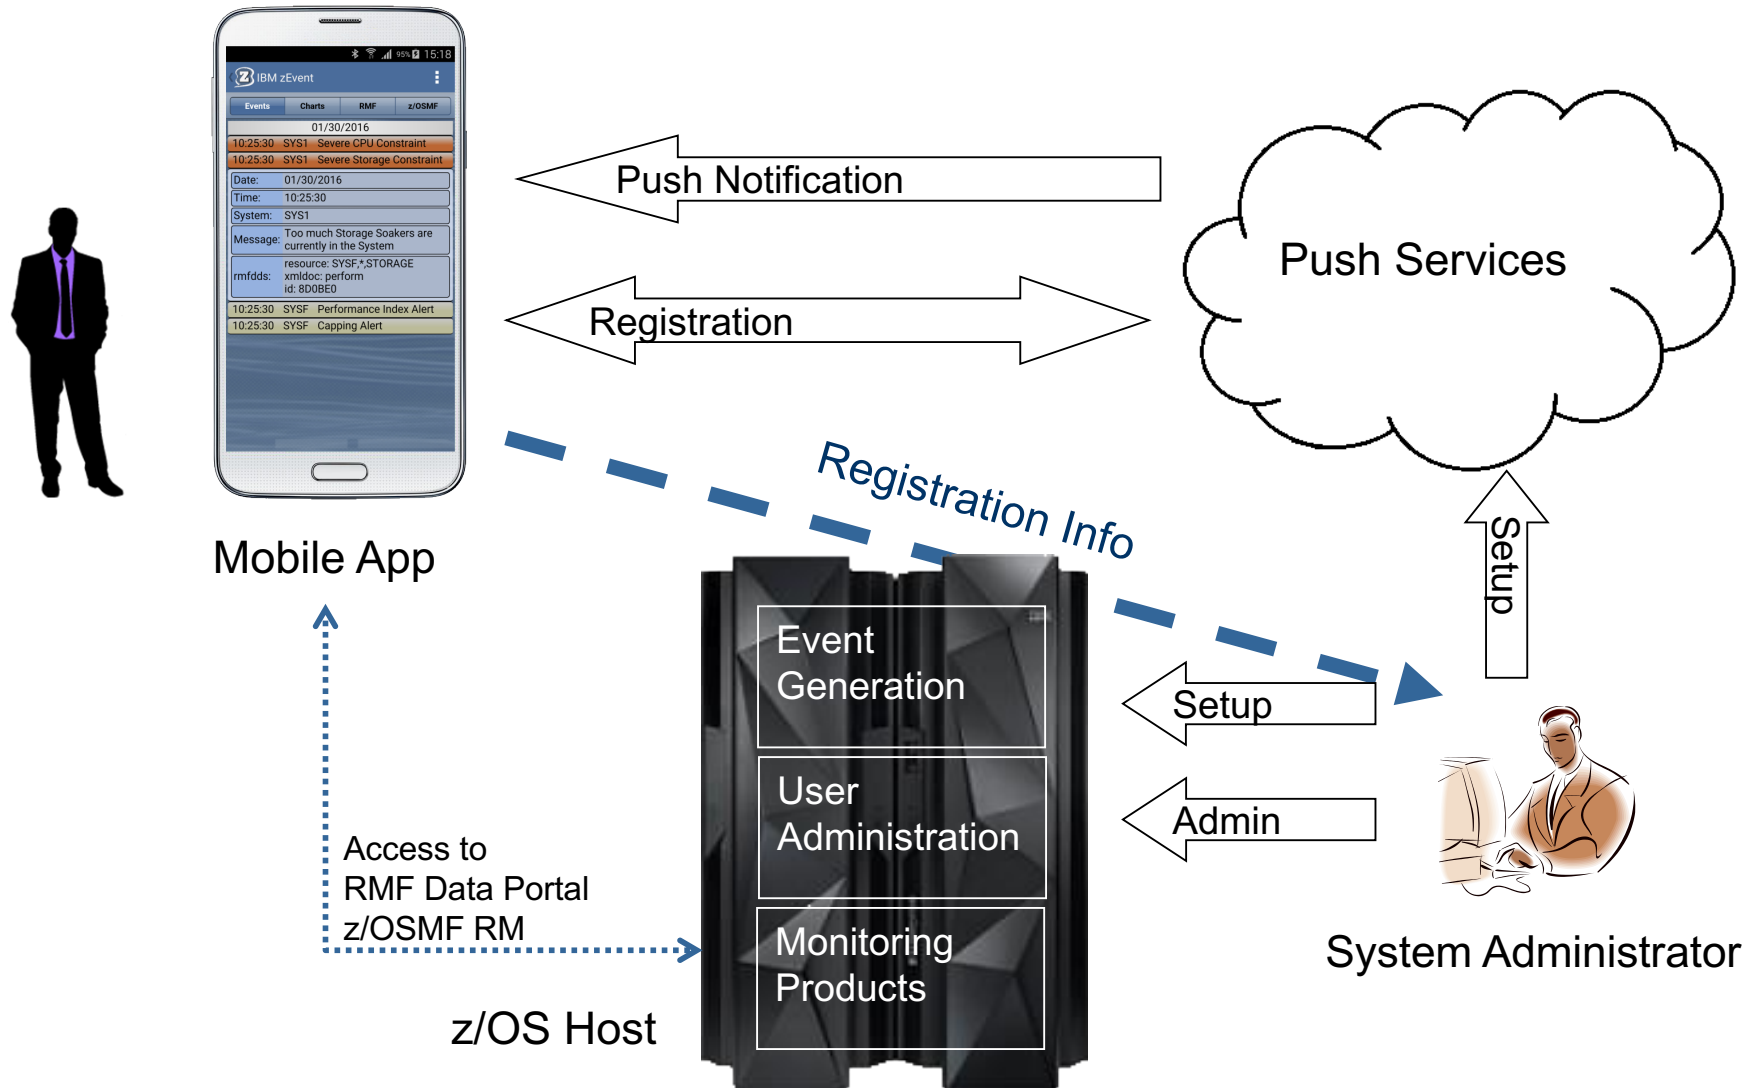 95% 15:18
IBM zEvent
Events Charts RMF z/OSMF
01/30/2016
10:25:30 SYS1 Severe CPU Constraint
10:25:30 SYS1 Severe Storage Constraint
Date: 01/30/2016
Time: 10:25:30
System: SYS1
Message: Too much Storage Soakers are
currently in the System
rmfdds: resource: SYSF,*,STORAGE
xmldoc: perform
id: 8D0BE0
10:25:30 SYSF Performance Index Alert
10:25:30 SYSF Capping Alert
Mobile App
Push Notification
Registration
Push Services
Registration Info
Setup
Event
Generation
User
Administration
Monitoring
Products
Setup
Admin
System Administrator
Access to
RMF Data Portal
z/OSMF RM
z/OS Host